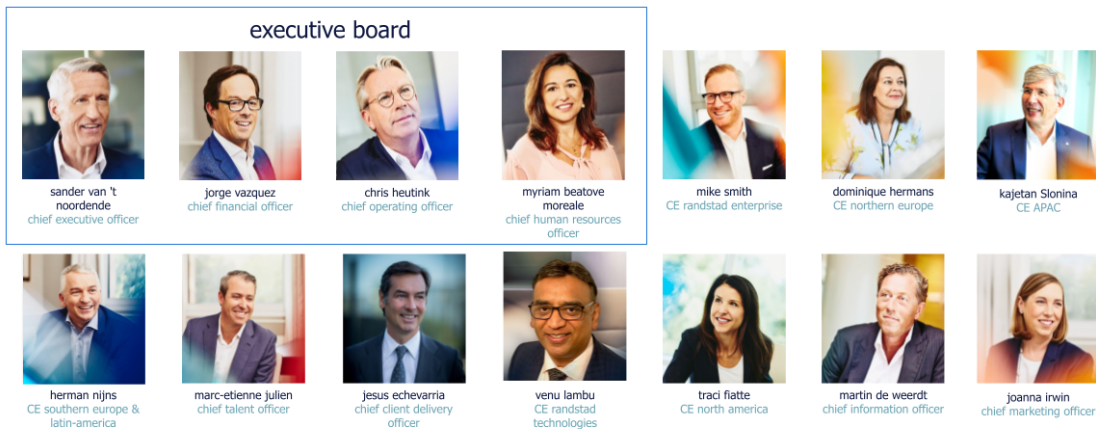 executive board
sander van 't
noordende
chief executive officer
jorge vazquez
chief financial officer
chris heutink
chief operating officer
myriam beatove
moreale
chief human resources
officer
mike smith
CE randstad enterprise
dominique hermans
CE northern europe
kajetan Slonina
CE APAC
herman nijns
CE southern europe &
latin-america
marc-etienne julien
chief talent officer
jesus echevarria
chief client delivery
officer
venu lambu
CE randstad
technologies
traci fiatte
CE north america
martin de weerdt
chief information officer
joanna irwin
chief marketing officer